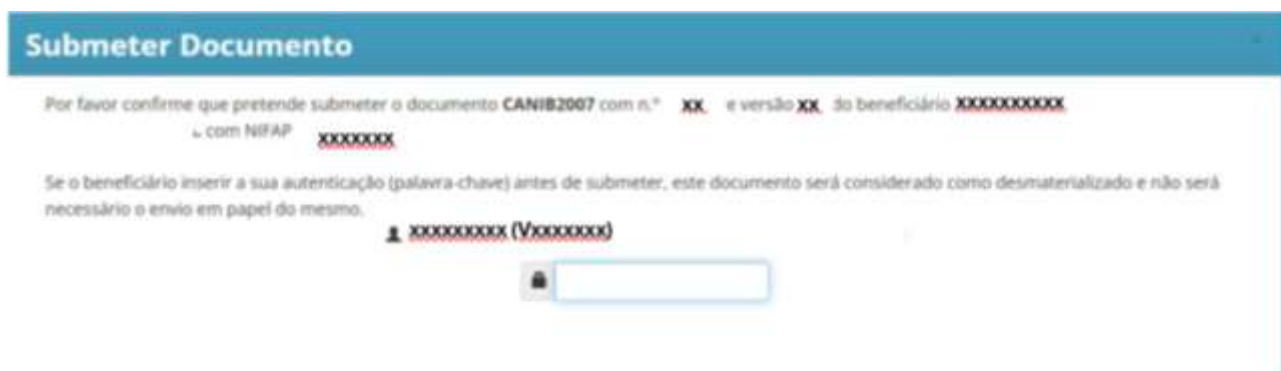 Submeter Documento
Por favor confirme que pretende submeter o documento CANIB2007 com n.º xx e versão xx do beneficiário xxxxxxxxxx
com NIFAP xxxxxxx
Se o beneficiário inserir a sua autenticação (palavra-chave) antes de submeter, este documento será considerado como desmaterializado e não será
necessário o envio em papel do mesmo.
xxxxxxxxx (Vxxxxxxx)